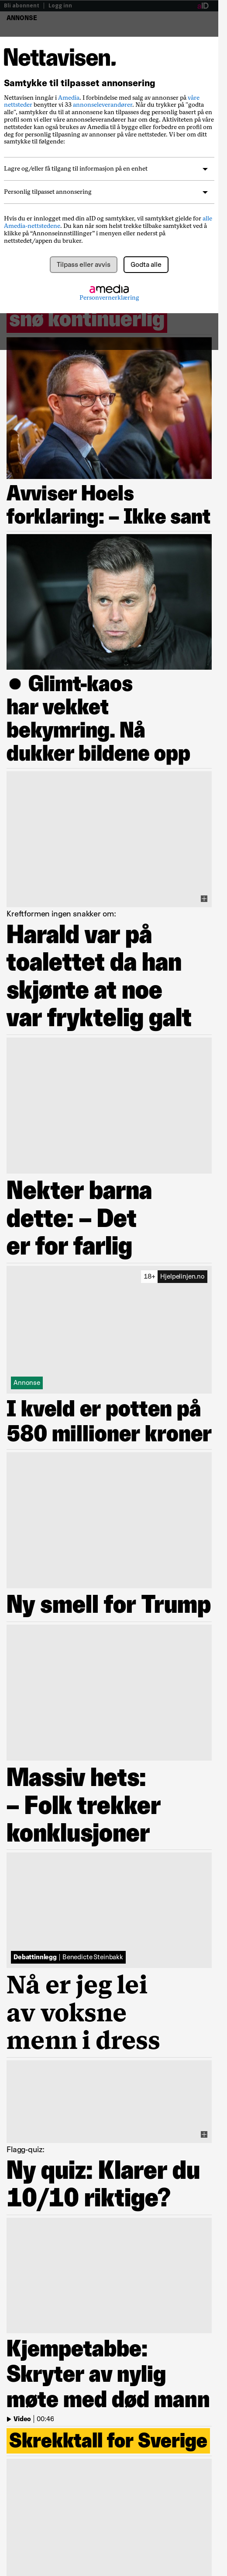 Bli abonnent | Logg inn
aID
ANNONSE
Nettavisen.
Samtykke til tilpasset annonsering
Nettavisen inngår i Amedia. I forbindelse med salg av annonser på våre
nettsteder benytter vi 33 annonseleverandører. Når du trykker på "godta
alle", samtykker du til at annonsene kan tilpasses deg personlig basert på en
profil som vi eller våre annonseleverandører har om deg. Aktiviteten din på våre
nettsteder kan også brukes av Amedia til å bygge eller forbedre en profil om
deg for personlig tilpasning av annonser på våre nettsteder. Vi ber om ditt
samtykke til følgende:
Lagre og/eller få tilgang til informasjon på en enhet
Personlig tilpasset annonsering
Hvis du er innlogget med din aID og samtykker, vil samtykket gjelde for alle
Amedia-nettstedene. Du kan når som helst trekke tilbake samtykket ved å
klikke på “Annonseinnstillinger” i menyen eller nederst på
nettstedet/appen du bruker.
Tilpass eller avvis
Godta alle
amedia
Personvernerklæring
snø kontinuerlig
Avviser Hoels
forklaring: – Ikke sant
● Glimt-kaos
har vekket
bekymring. Nå
dukker bildene opp
Kreftformen ingen snakker om:
Harald var på
toalettet da han
skjønte at noe
var fryktelig galt
Nekter barna
dette: – Det
er for farlig
18+ Hjelpelinjen.no
Annonse
I kveld er potten på
580 millioner kroner
Ny smell for Trump
Massiv hets:
– Folk trekker
konklusjoner
Debattinnlegg | Benedicte Steinbakk
Nå er jeg lei
av voksne
menn i dress
Flagg-quiz:
Ny quiz: Klarer du
10/10 riktige?
Kjempetabbe:
Skryter av nylig
møte med død mann
Video | 00:46
Skrekktall for Sverige